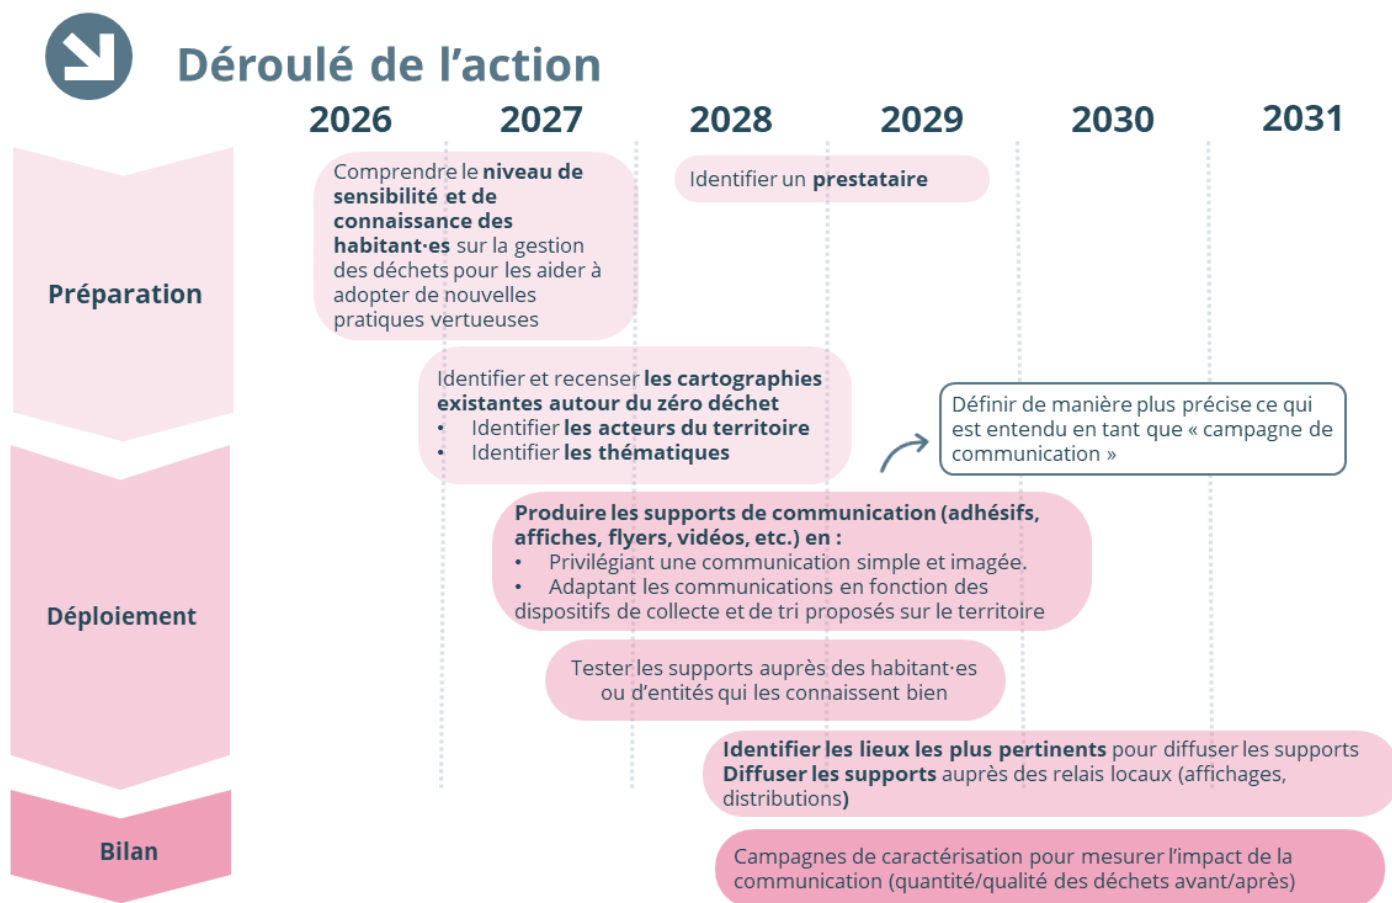 Déroulé de l’action
2026 2027 2028 2029 2030 2031
Préparation
Comprendre le niveau de
sensibilité et de
connaissance des
habitant·es sur la gestion
des déchets pour les aider à
adopter de nouvelles
pratiques vertueuses
Identifier un prestataire
Identifier et recenser les cartographies
existantes autour du zéro déchet
• Identifier les acteurs du territoire
• Identifier les thématiques
Définir de manière plus précise ce qui
est entendu en tant que « campagne de
communication »
Déploiement
Produire les supports de communication (adhésifs,
affiches, flyers, vidéos, etc.) en :
• Privilégiant une communication simple et imagée.
• Adaptant les communications en fonction des
dispositifs de collecte et de tri proposés sur le territoire
Tester les supports auprès des habitant·es
ou d’entités qui les connaissent bien
Identifier les lieux les plus pertinents pour diffuser les supports
Diffuser les supports auprès des relais locaux (affichages,
distributions)
Bilan
Campagnes de caractérisation pour mesurer l’impact de la
communication (quantité/qualité des déchets avant/après)